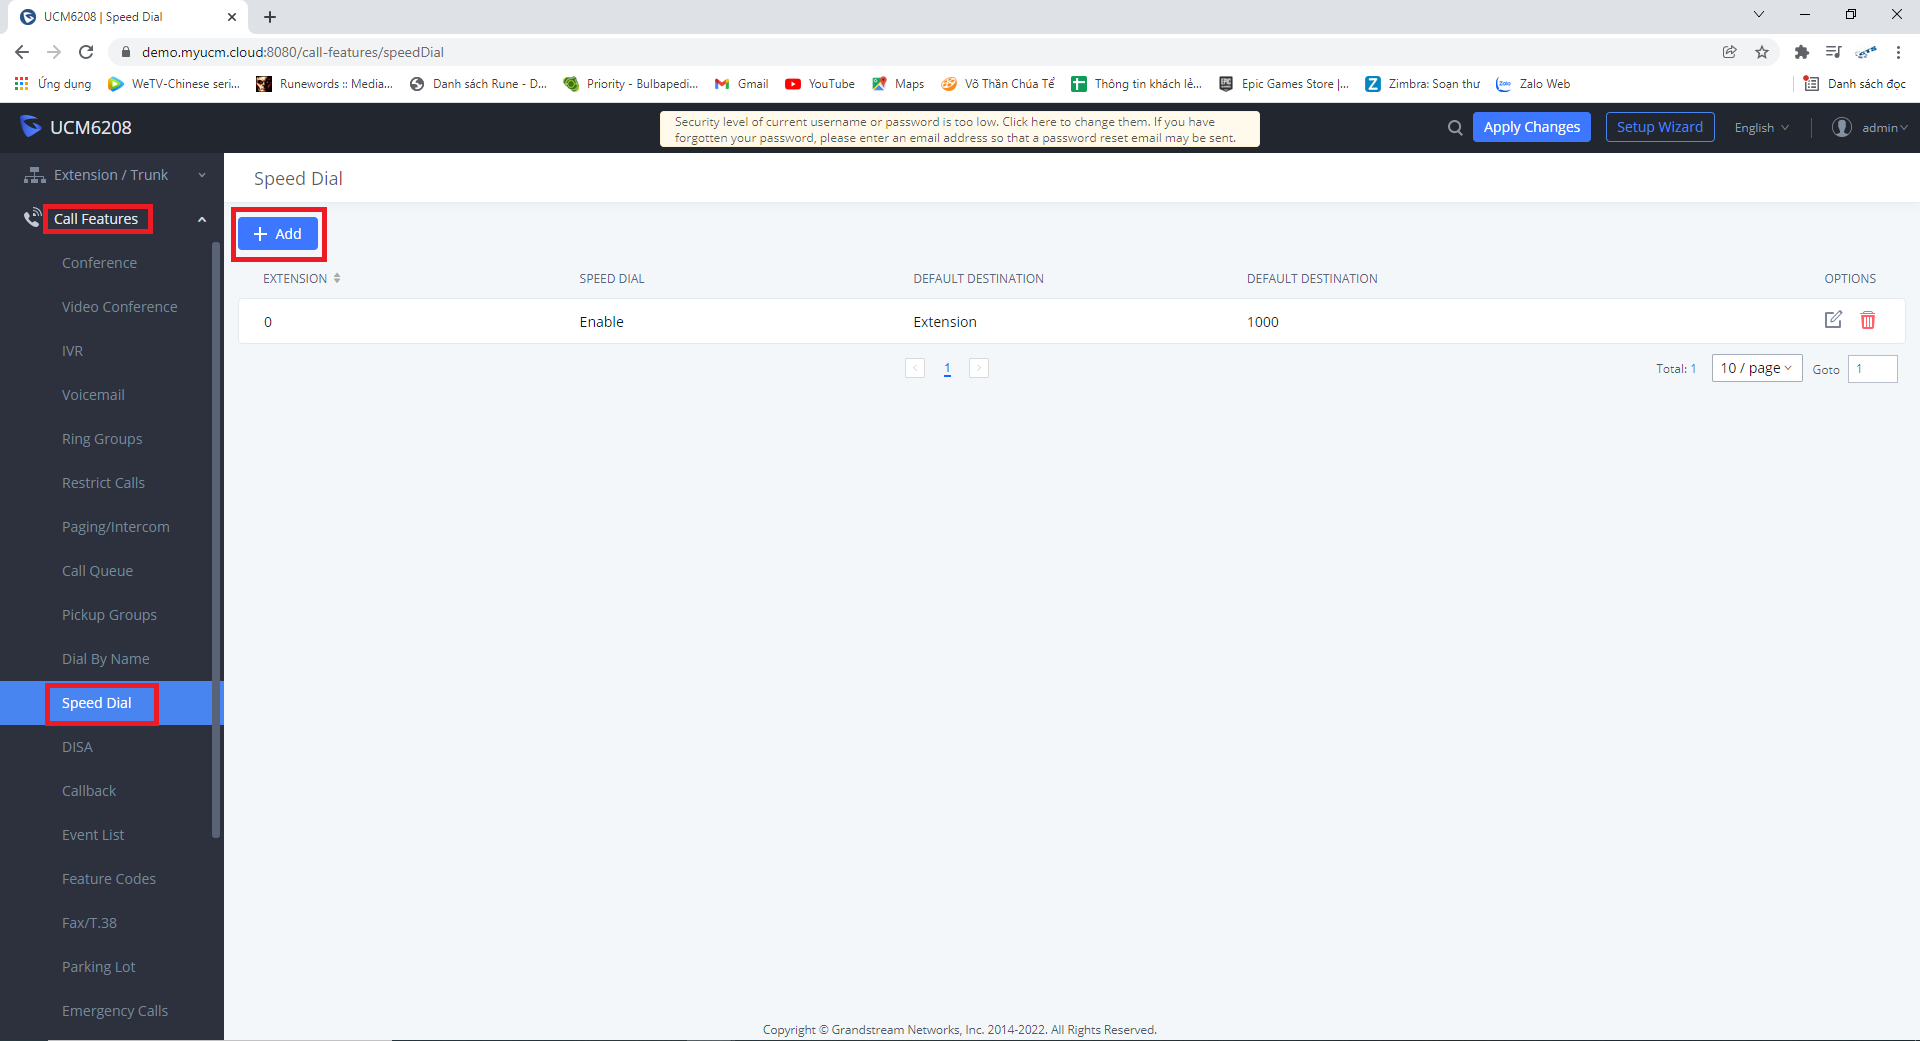 UCM6208 | Speed Dial
demo.myucm.cloud:8080/call-features/speedDial
Ứng dụng
WeTV-Chinese seri...
Runewords :: Media...
Danh sách Rune - D...
Priority - Bulbapedi...
Gmail
YouTube
Maps
Võ Thần Chúa Tể
Thông tin khách lẻ...
Epic Games Store |...
Zimbra: Soạn thư
Zalo Web
Danh sách đọc
UCM6208
Security level of current username or password is too low. Click here to change them. If you have
forgotten your password, please enter an email address so that a password reset email may be sent.
Apply Changes
Setup Wizard
English
admin
Extension / Trunk
Call Features
Conference
Video Conference
IVR
Voicemail
Ring Groups
Restrict Calls
Paging/Intercom
Call Queue
Pickup Groups
Dial By Name
Speed Dial
DISA
Callback
Event List
Feature Codes
Fax/T.38
Parking Lot
Emergency Calls
Speed Dial
+ Add
EXTENSION SPEED DIAL DEFAULT DESTINATION DEFAULT DESTINATION OPTIONS
0 Enable Extension 1000
< 1 >
Total: 1 10 / page Goto 1
Copyright © Grandstream Networks, Inc. 2014-2022. All Rights Reserved.